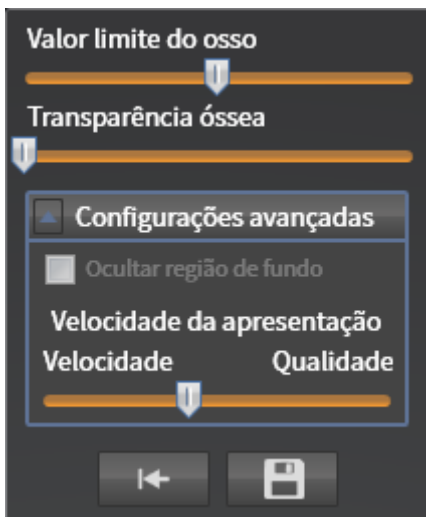 Valor limite do osso
Transparência óssea
Configurações avançadas
Ocultar região de fundo
Velocidade da apresentação
Velocidade Qualidade